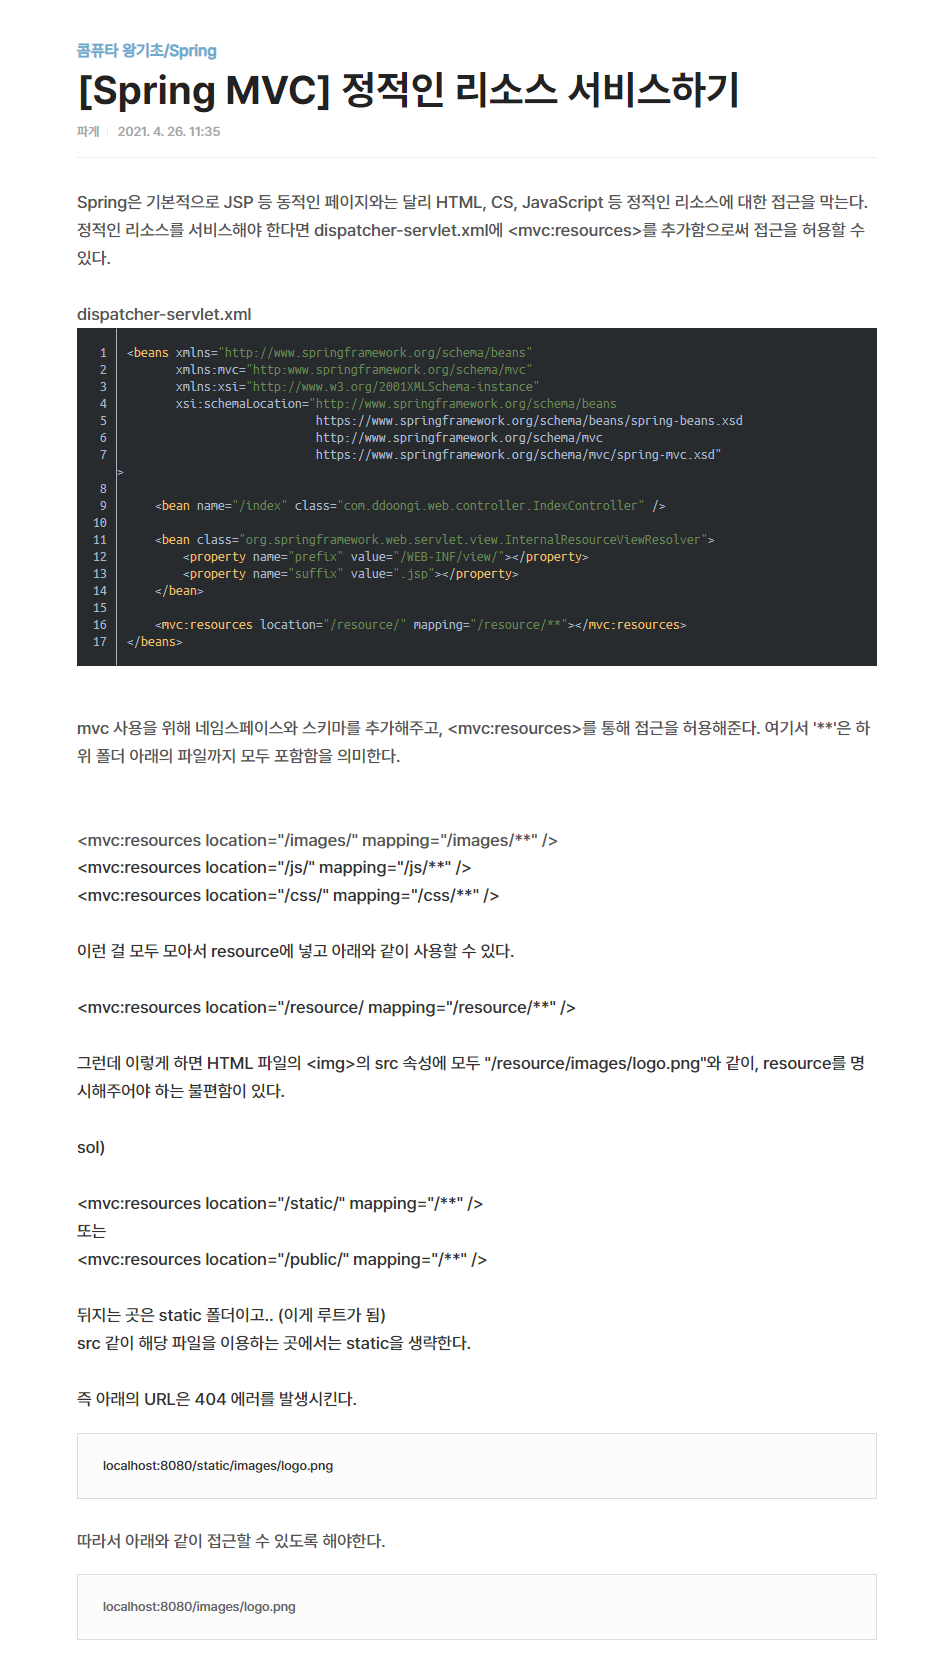 콤퓨타 왕기초/Spring
[Spring MVC] 정적인 리소스 서비스하기
파게 2021. 4. 26. 11:35
Spring은 기본적으로 JSP 등 동적인 페이지와는 달리 HTML, CS, JavaScript 등 정적인 리소스에 대한 접근을 막는다.
정적인 리소스를 서비스해야 한다면 dispatcher-servlet.xml에 <mvc:resources>를 추가함으로써 접근을 허용할 수
있다.
dispatcher-servlet.xml
1 <beans xmlns="http://www.springframework.org/schema/beans"
2 xmlns:mvc="http:www.springframework.org/schema/mvc"
3 xmlns:xsi="http://www.w3.org/2001XMLSchema-instance"
4 xsi:schemaLocation="http://www.springframework.org/schema/beans
5 https://www.springframework.org/schema/beans/spring-beans.xsd
6 http://www.springframework.org/schema/mvc
7 https://www.springframework.org/schema/mvc/spring-mvc.xsd"
>
8
9 <bean name="/index" class="com.ddoongi.web.controller.IndexController" />
10
11 <bean class="org.springframework.web.servlet.view.InternalResourceViewResolver">
12 <property name="prefix" value="/WEB-INF/view/"></property>
13 <property name="suffix" value=".jsp"></property>
14 </bean>
15
16 <mvc:resources location="/resource/" mapping="/resource/**"></mvc:resources>
17 </beans>
mvc 사용을 위해 네임스페이스와 스키마를 추가해주고, <mvc:resources>를 통해 접근을 허용해준다. 여기서 '**'은 하
위 폴더 아래의 파일까지 모두 포함함을 의미한다.
<mvc:resources location="/images/" mapping="/images/**" />
<mvc:resources location="/js/" mapping="/js/**" />
<mvc:resources location="/css/" mapping="/css/**" />
이런 걸 모두 모아서 resource에 넣고 아래와 같이 사용할 수 있다.
<mvc:resources location="/resource/ mapping="/resource/**" />
그런데 이렇게 하면 HTML 파일의 <img>의 src 속성에 모두 "/resource/images/logo.png"와 같이, resource를 명
시해주어야 하는 불편함이 있다.
sol)
<mvc:resources location="/static/" mapping="/**" />
또는
<mvc:resources location="/public/" mapping="/**" />
뒤지는 곳은 static 폴더이고.. (이게 루트가 됨)
src 같이 해당 파일을 이용하는 곳에서는 static을 생략한다.
즉 아래의 URL은 404 에러를 발생시킨다.
localhost:8080/static/images/logo.png
따라서 아래와 같이 접근할 수 있도록 해야한다.
localhost:8080/images/logo.png